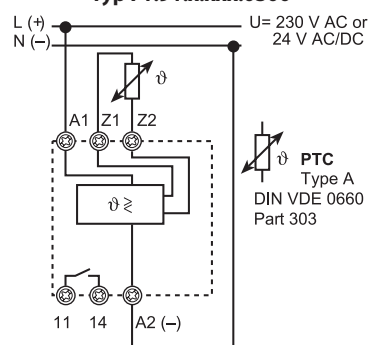 L (+)
U= 230 V AC or
N (–)
24 V AC/DC
ϑ
A1 Z1 Z2
ϑ PTC
Type A
DIN VDE 0660
Part 303
ϑ ≷
11 14 A2 (–)